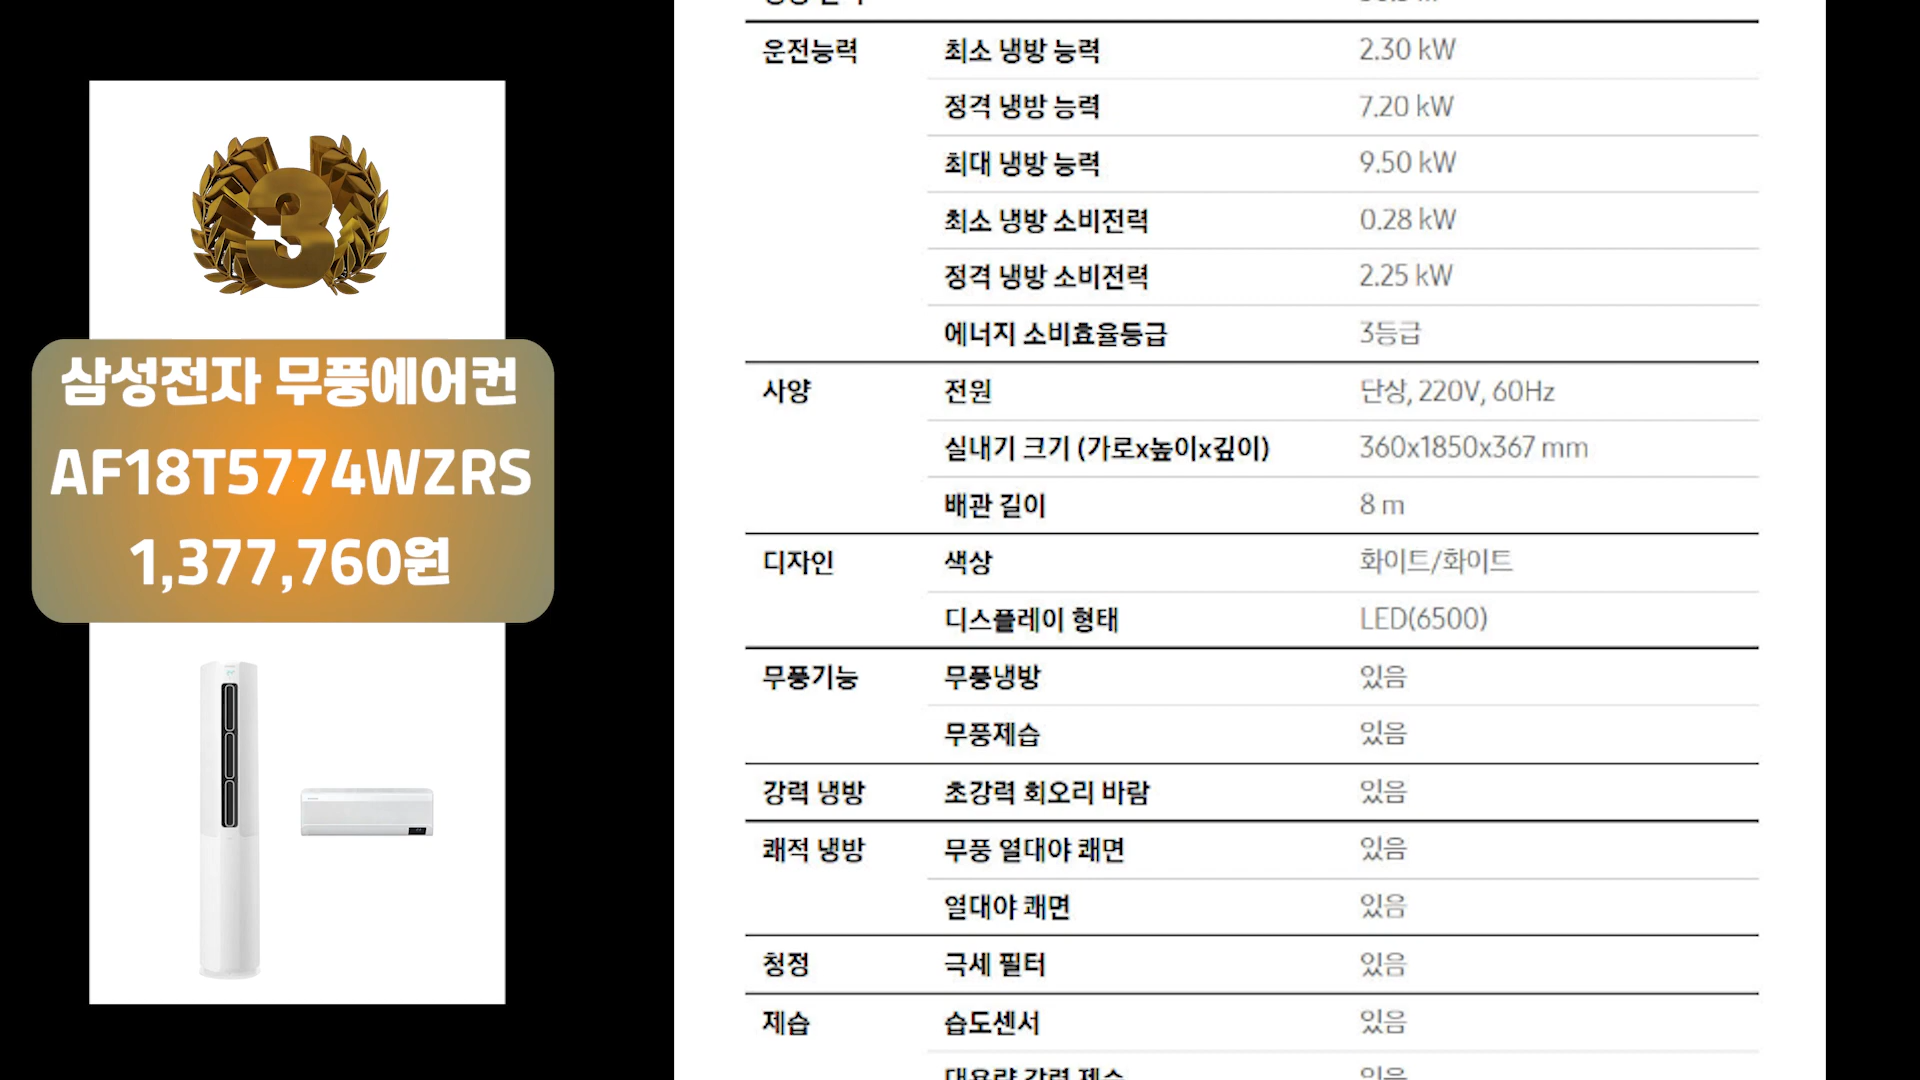 3
삼성전자 무풍에어컨
AF18T5774WZRS
1,377,760원
운전능력 최소 냉방 능력 2.30 kW
정격 냉방 능력 7.20 kW
최대 냉방 능력 9.50 kW
최소 냉방 소비전력 0.28 kW
정격 냉방 소비전력 2.25 kW
에너지 소비효율등급 3등급
사양 전원 단상, 220V, 60Hz
실내기 크기 (가로x높이x깊이) 360x1850x367 mm
배관 길이 8 m
디자인 색상 화이트/화이트
디스플레이 형태 LED(6500)
무풍기능 무풍냉방 있음
무풍제습 있음
강력 냉방 초강력 회오리 바람 있음
쾌적 냉방 무풍 열대야 쾌면 있음
열대야 쾌면 있음
청정 극세 필터 있음
제습 습도센서 있음
대용량 강력 제습 있음